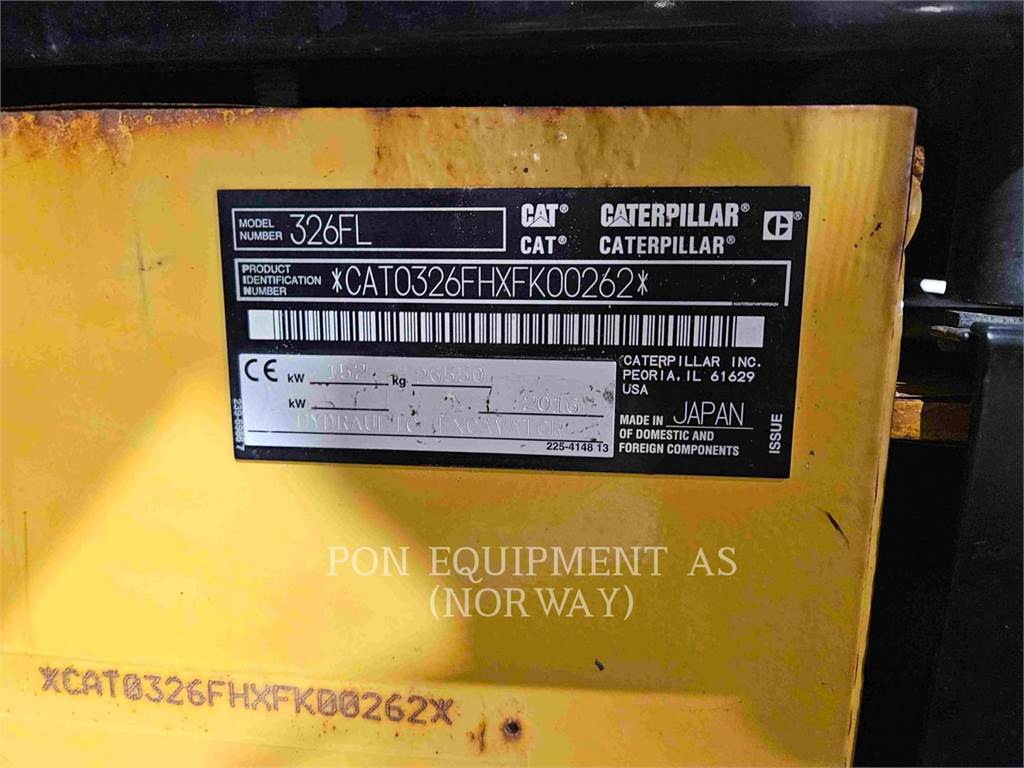 MODEL NUMBER 326FL
CAT® CATERPILLAR® C®
CAT® CATERPILLAR®
PRODUCT IDENTIFICATION NUMBER *CAT0326FHXFK00262*
CE kW 152 kg 26550
kW / 2016
HYDRAULIC EXCAVATOR
225-4148 13
CATERPILLAR INC.
PEORIA, IL 61629
USA
MADE IN JAPAN
OF DOMESTIC AND
FOREIGN COMPONENTS
ISSUE
PON EQUIPMENT AS
(NORWAY)
*CAT0326FHXFK00262*